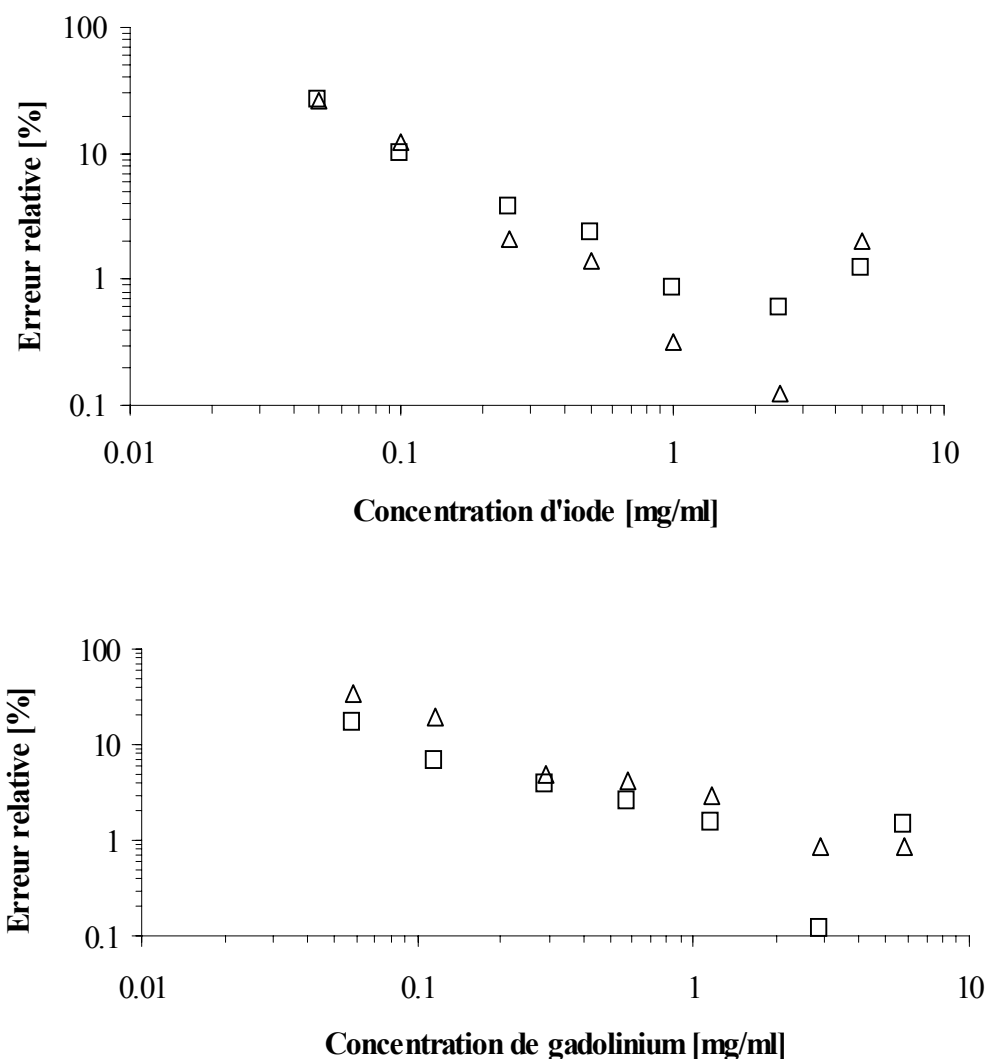 100
10
1
0.1
0.01 0.1 1 10
Erreur relative [%]
Concentration d'iode [mg/ml]
100
10
1
0.1
0.01 0.1 1 10
Erreur relative [%]
Concentration de gadolinium [mg/ml]